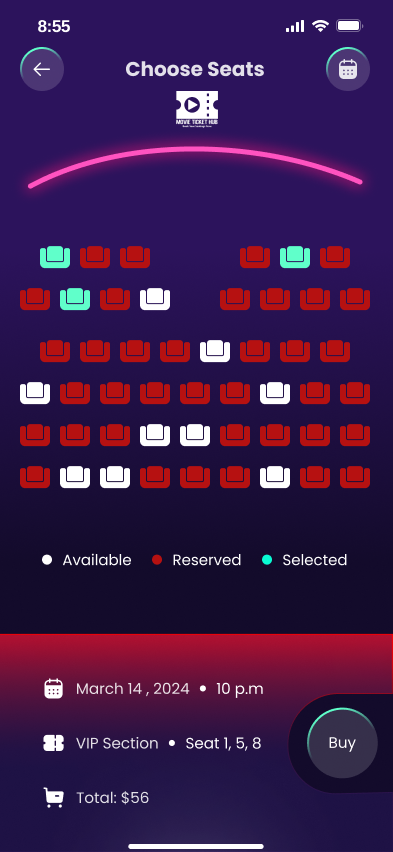 8:55
Choose Seats
MOVIE TICKET HUB
Available Reserved Selected
March 14 , 2024 • 10 p.m
VIP Section • Seat 1, 5, 8
Buy
Total: $56